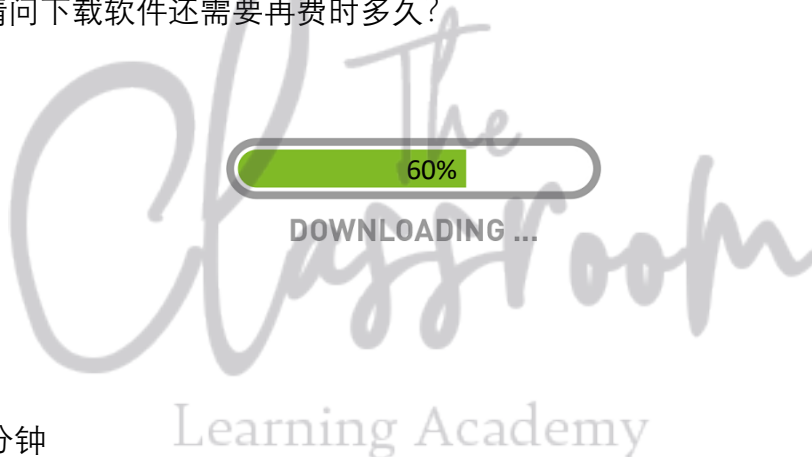 请问下载软件还需要再费时多久？
60%
DOWNLOADING ...
The
Classroom
Learning Academy
分钟